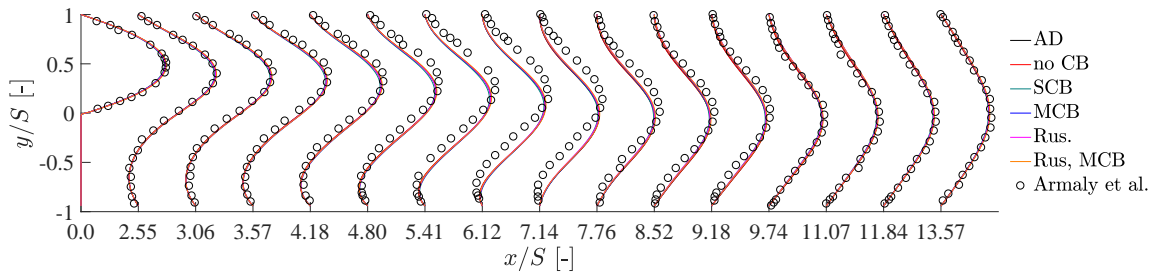 1
0.5
0
-0.5
-1
y/S [-]
0.0 2.55 3.06 3.57 4.18 4.80 5.41 6.12 7.14 7.76 8.52 9.18 9.74 11.07 11.84 13.57
x/S [-]
AD
no CB
SCB
MCB
Rus.
Rus, MCB
Armaly et al.